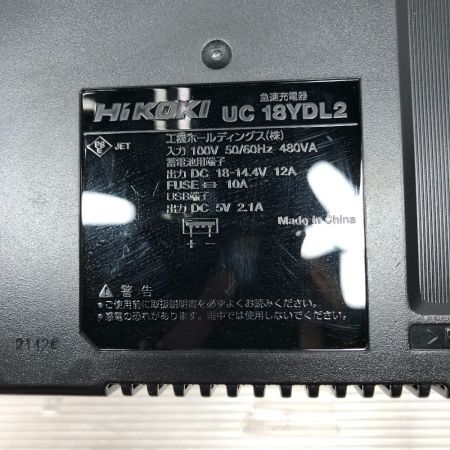 急速充電器
HiKOKI UC 18YDL2
PS E JET
工機ホールディングス(株)
入力 100V 50/60Hz 480VA
蓄電池用端子
出力 DC 18-14.4V 12A
FUSE 10A
USB端子
出力 DC 5V 2.1A
Made in China
+ -
警告
●ご使用前に取扱説明書を必ずよくお読みください。
●感電の恐れがあります。雨中では使用しないでください。